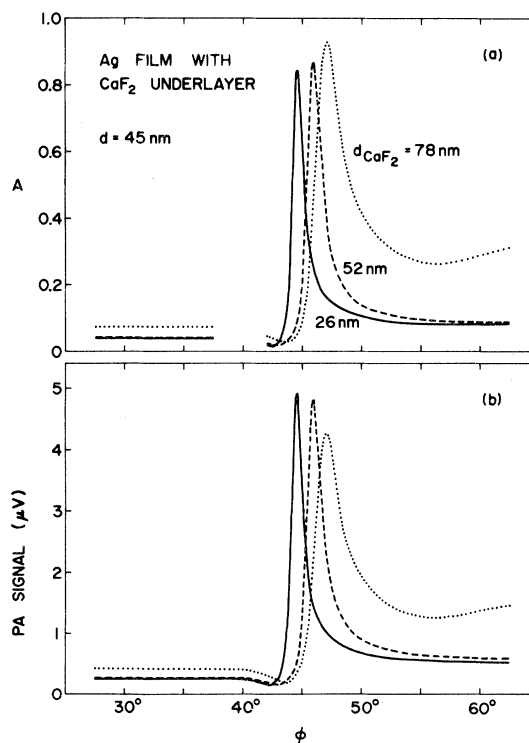 (a)
Ag FILM WITH
CaF2 UNDERLAYER
d = 45 nm
dCaF2 = 78 nm
52 nm
26 nm
A
1.0
0.8
0.6
0.4
0.2
0
(b)
PA SIGNAL (μV)
5
4
3
2
1
0
30° 40° 50° 60°
ϕ